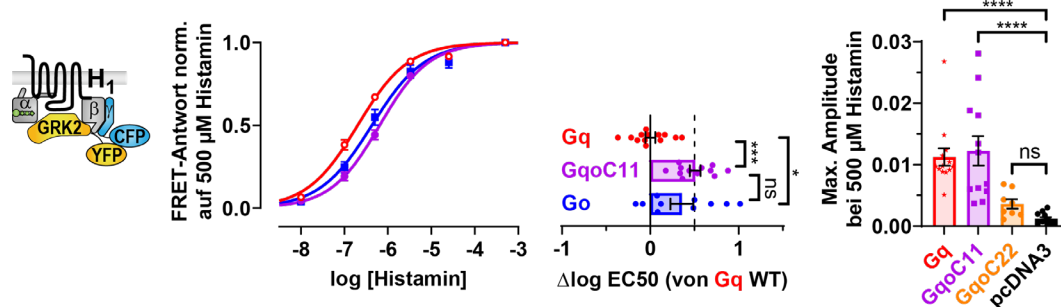 H1
α
β
γ
GRK2
CFP
YFP
FRET-Antwort norm.
auf 500 µM Histamin
1.0
0.5
0.0
-8
-7
-6
-5
-4
-3
log [Histamin]
Gq
GqoC11
Go
***
ns
*
-1
0
1
Δlog EC50 (von Gq WT)
Max. Amplitude
bei 500 µM Histamin
****
****
ns
0.03
0.02
0.01
0.00
Gq
GqoC11
GqoC22
pcDNA3